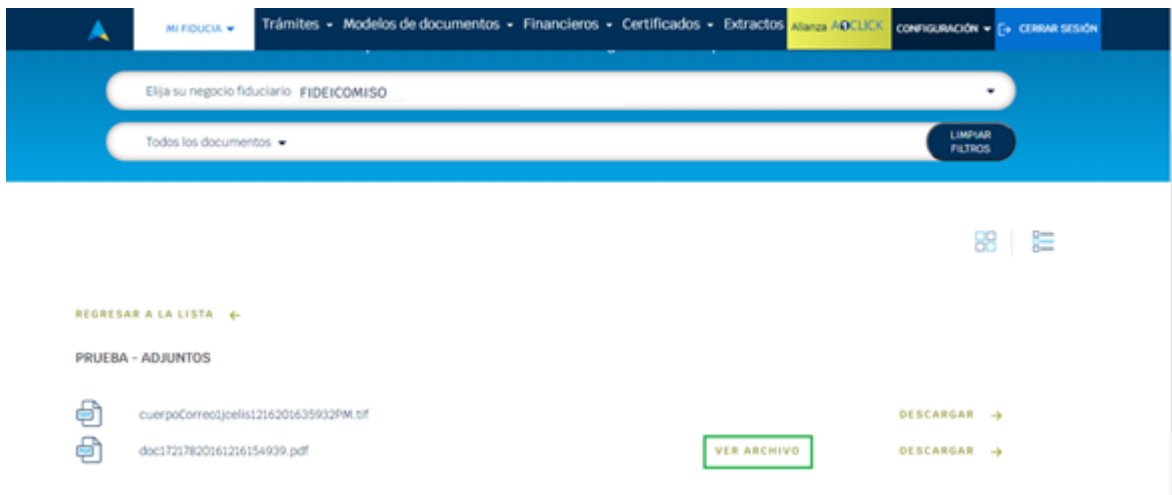 MI FIDUCIA Trámites Modelos de documentos Financieros Certificados Extractos Alianza A1CLICK CONFIGURACIÓN CERRAR SESIÓN
Elija su negocio fiduciario FIDEICOMISO
Todos los documentos LIMPIAR
FILTROS
REGRESAR A LA LISTA
PRUEBA - ADJUNTOS
cuerpoCorreo1jcelis1216201635932PM.tif DESCARGAR
doc17217820161216154939.pdf VER ARCHIVO DESCARGAR